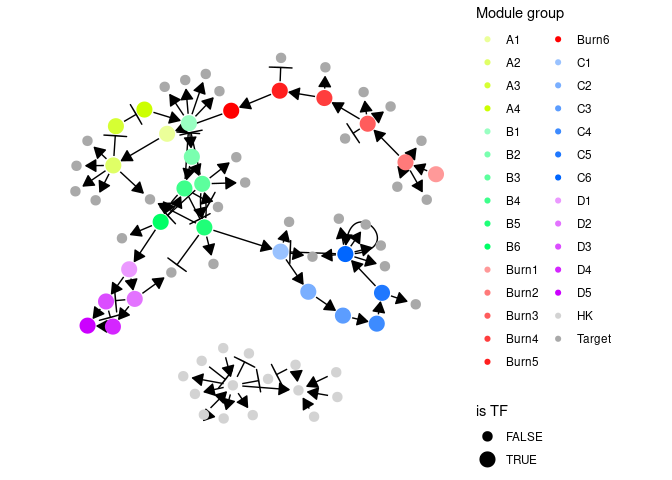 Module group
A1
A2
A3
A4
B1
B2
B3
B4
B5
B6
Burn1
Burn2
Burn3
Burn4
Burn5
Burn6
C1
C2
C3
C4
C5
C6
D1
D2
D3
D4
D5
HK
Target
is TF
FALSE
TRUE